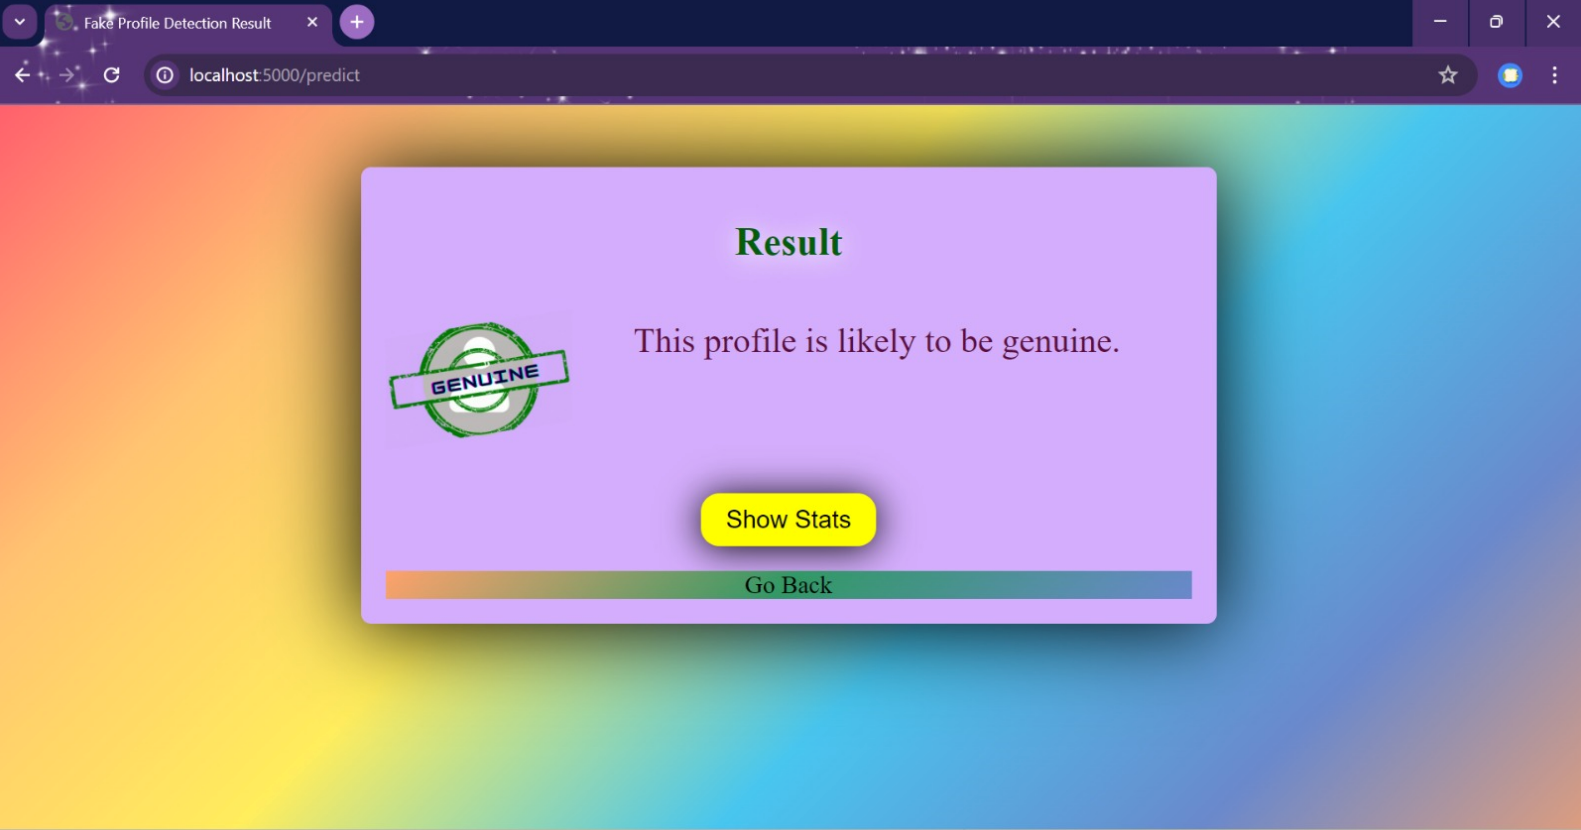 Fake Profile Detection Result
localhost:5000/predict
Result
This profile is likely to be genuine.
GENUINE
Show Stats
Go Back